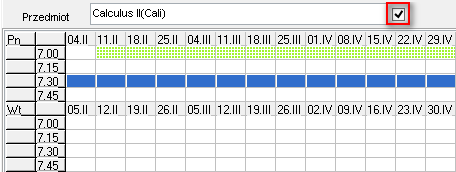 Przedmiot Calculus II(Cali)
Pn 04.II 11.II 18.II 25.II 04.III 11.III 18.III 25.III 01.IV 08.IV 15.IV 22.IV 29.IV
7.00
7.15
7.30
7.45
Wt 05.II 12.II 19.II 26.II 05.III 12.III 19.III 26.III 02.IV 09.IV 16.IV 23.IV 30.IV
7.00
7.15
7.30
7.45